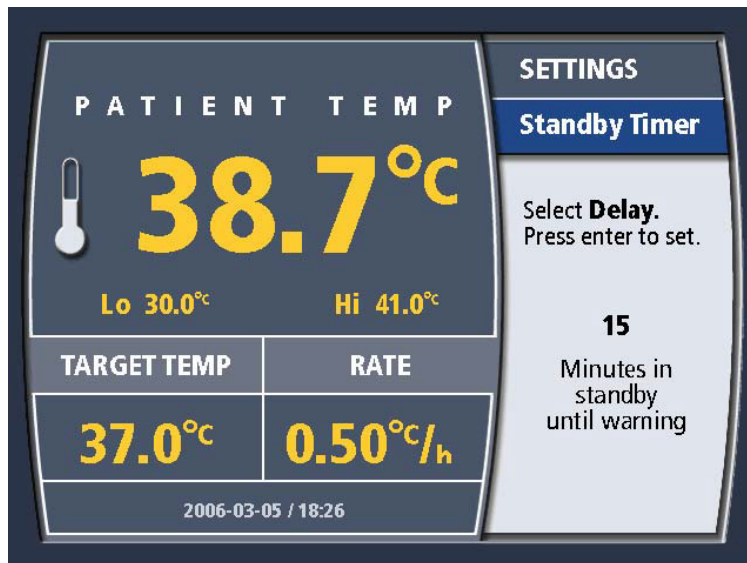 PATIENT TEMP
38.7°C
Lo 30.0°C Hi 41.0°C
TARGET TEMP RATE
37.0°C 0.50°C/h
2006-03-05 / 18:26
SETTINGS
Standby Timer
Select Delay.
Press enter to set.
15
Minutes in
standby
until warning